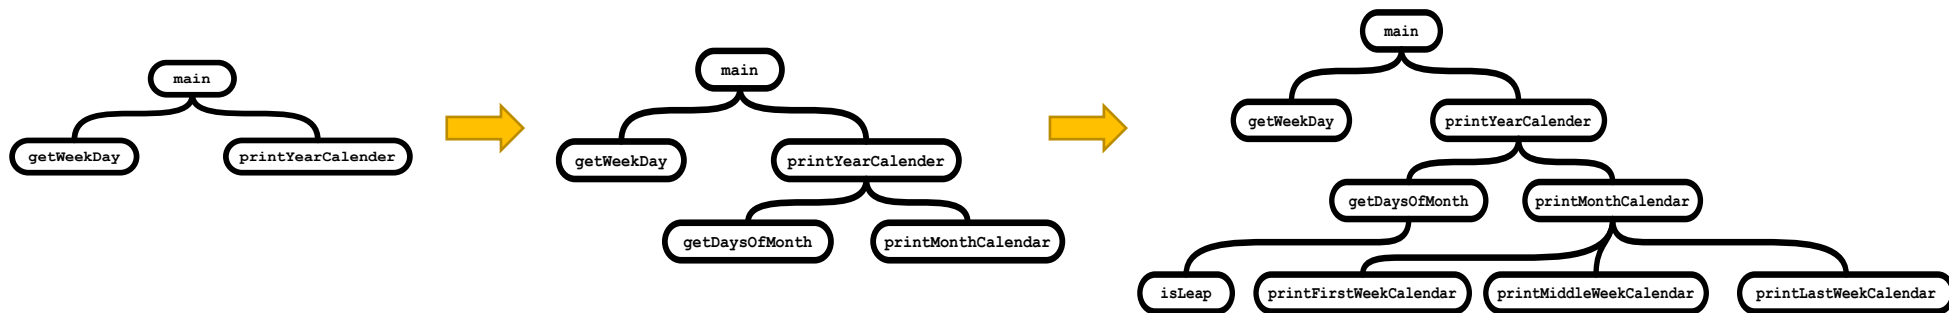 main
getWeekDay
printYearCalender
main
getWeekDay
printYearCalender
getDaysOfMonth
printMonthCalendar
main
getWeekDay
printYearCalender
getDaysOfMonth
printMonthCalendar
isLeap
printFirstWeekCalendar
printMiddleWeekCalendar
printLastWeekCalendar